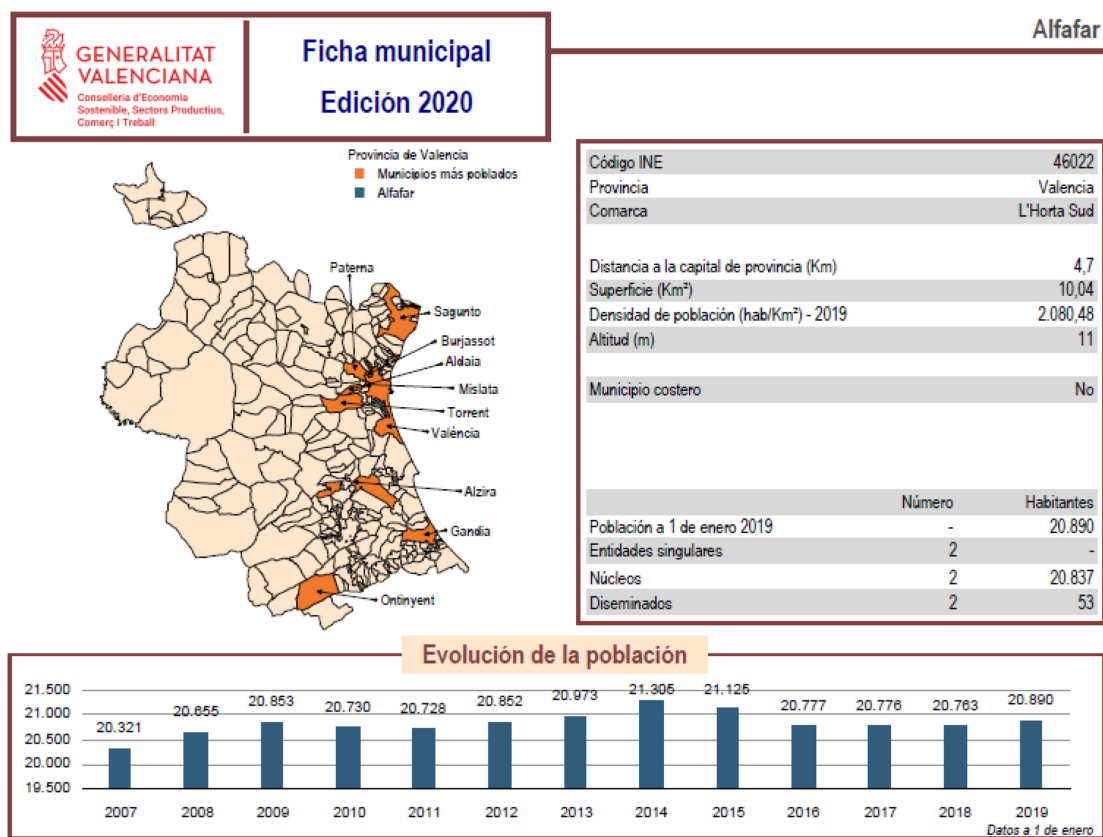 Alfafar
GENERALITAT
VALENCIANA
Conselleria d'Economia
Sostenible, Sectors Productius,
Comerç i Treball
Ficha municipal
Edición 2020
Provincia de Valencia
Municipios más poblados
Alfafar
Paterna
Sagunto
Burjassot
Aldaia
Mislata
Torrent
València
Alzira
Gandia
Ontinyent
Código INE 46022
Provincia Valencia
Comarca L'Horta Sud
Distancia a la capital de provincia (Km) 4,7
Superficie (Km²) 10,04
Densidad de población (hab/Km²) - 2019 2.080,48
Altitud (m) 11
Municipio costero No
Número Habitantes
Población a 1 de enero 2019 - 20.890
Entidades singulares 2 -
Núcleos 2 20.837
Diseminados 2 53
Evolución de la población
21.500
21.000
20.500
20.000
19.500
20.321 20.655 20.853 20.730 20.728 20.852 20.973 21.305 21.125 20.777 20.776 20.763 20.890
2007 2008 2009 2010 2011 2012 2013 2014 2015 2016 2017 2018 2019
Datos a 1 de enero